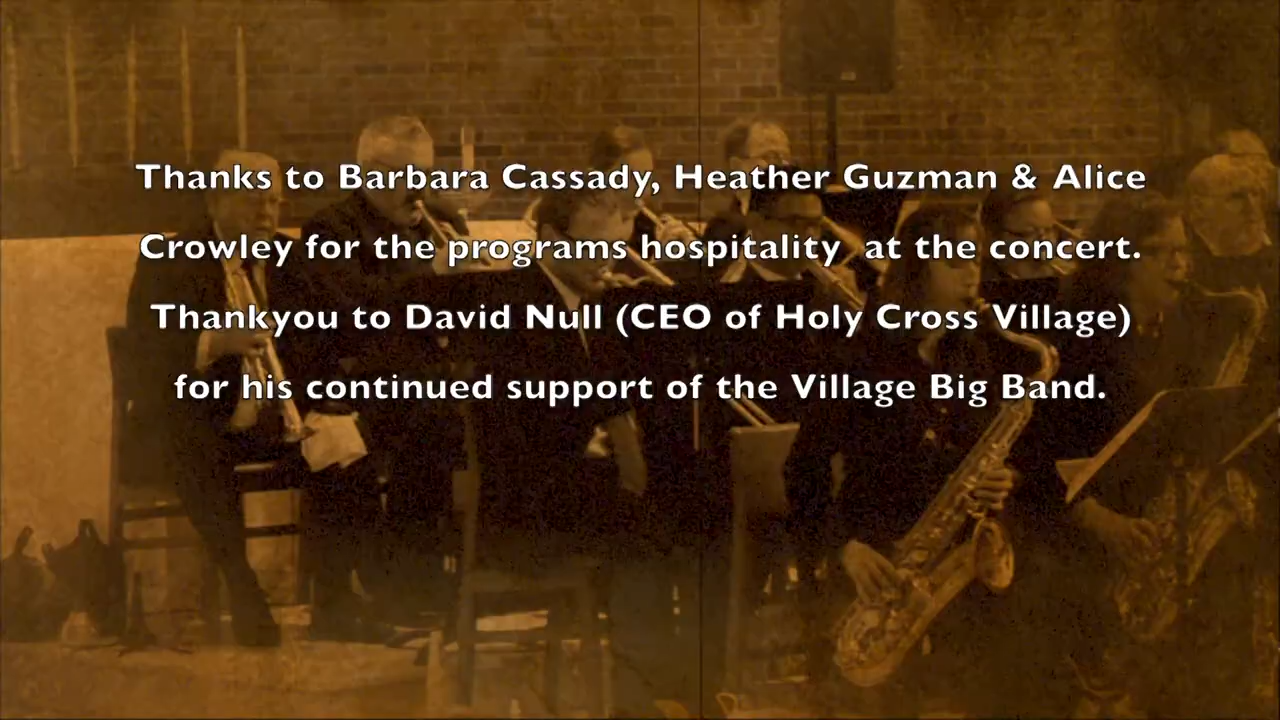 Thanks to Barbara Cassady, Heather Guzman & Alice
Crowley for the programs hospitality  at the concert.
Thankyou to David Null (CEO of Holy Cross Village)
for his continued support of the Village Big Band.